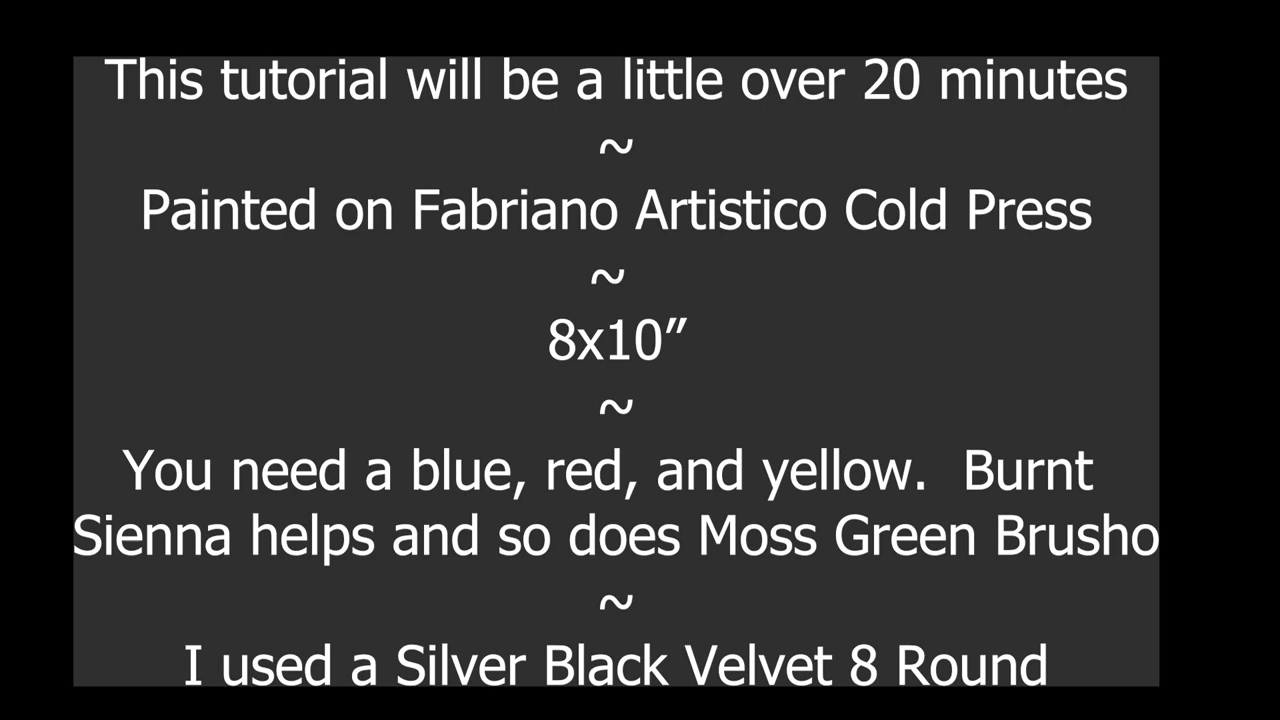 This tutorial will be a little over 20 minutes
~
Painted on Fabriano Artistico Cold Press
~
8x10”
~
You need a blue, red, and yellow.  Burnt
Sienna helps and so does Moss Green Brusho
~
I used a Silver Black Velvet 8 Round